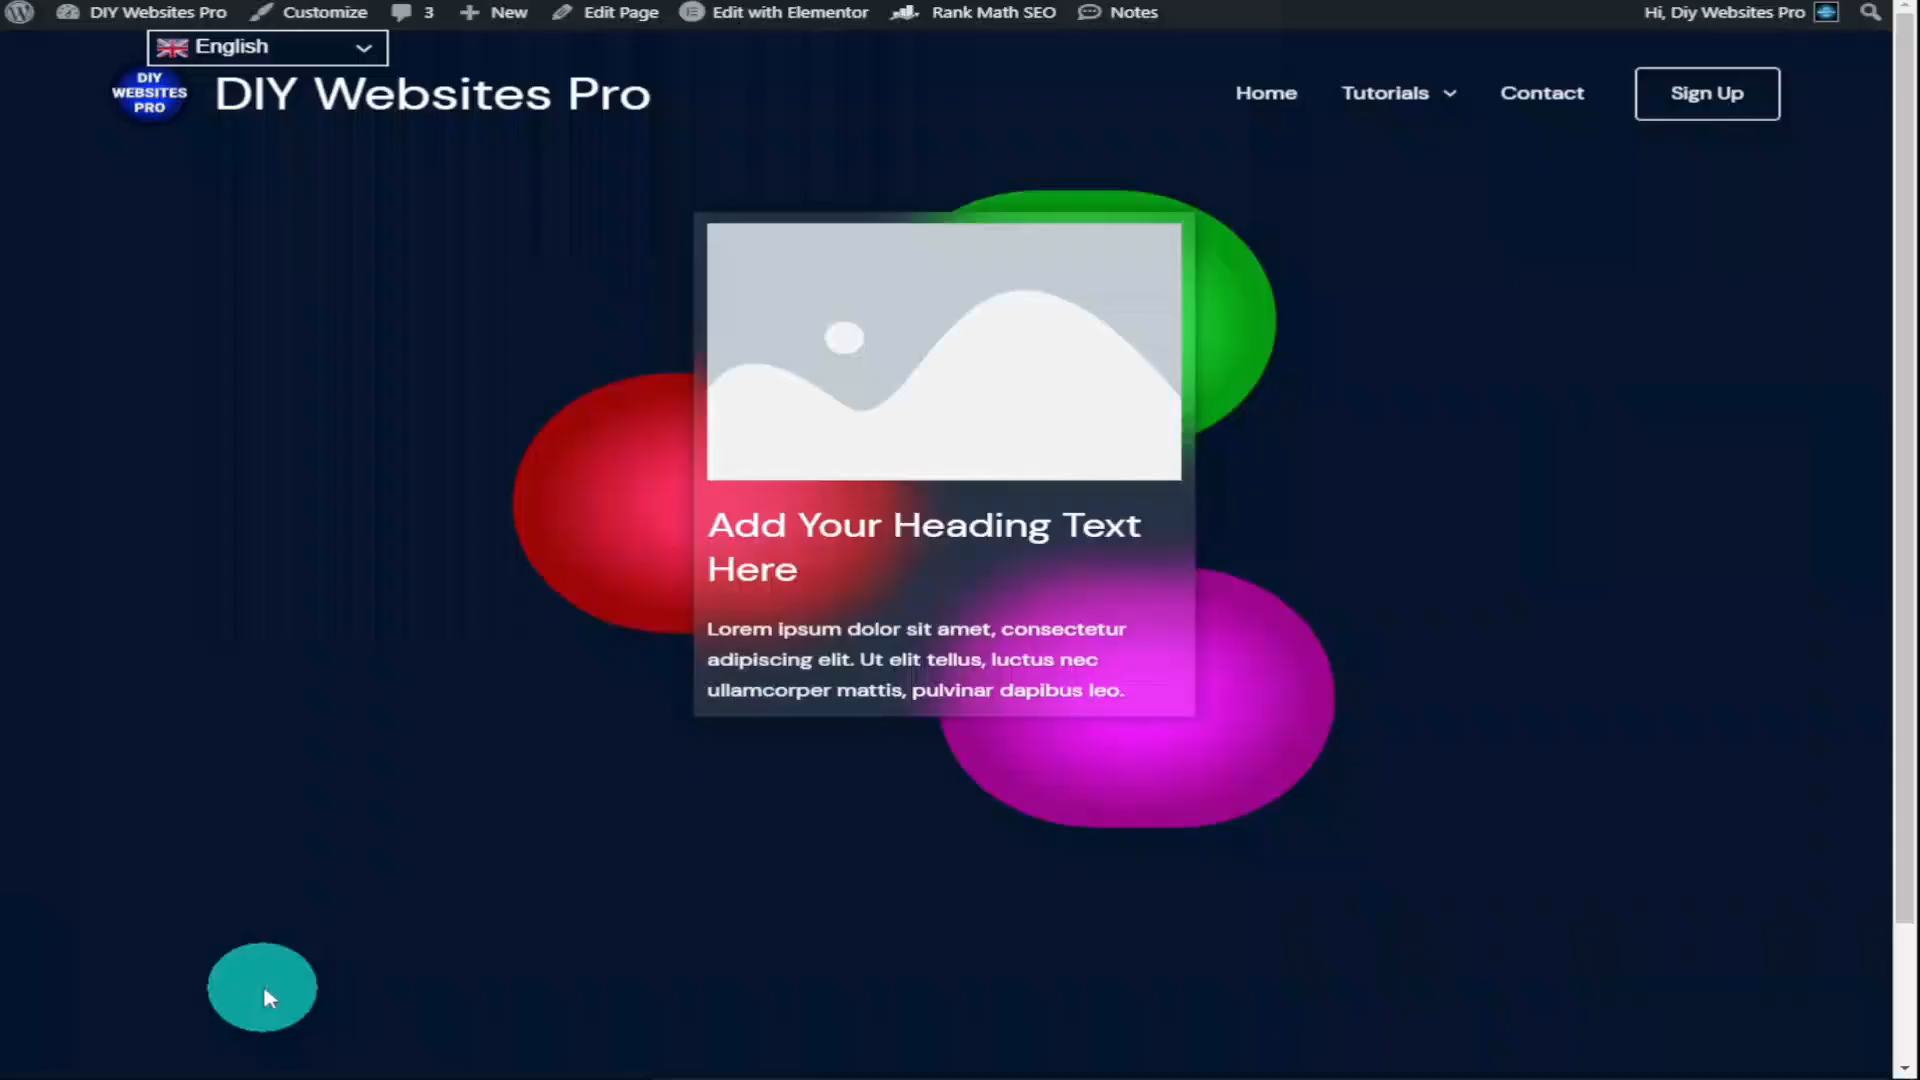 DIY Websites Pro Customize 3 New Edit Page Edit with Elementor Rank Math SEO Notes Hi, Diy Websites Pro
English
DIY
WEBSITES
PRO
DIY Websites Pro
Home Tutorials Contact Sign Up
Add Your Heading Text
Here
Lorem ipsum dolor sit amet, consectetur
adipiscing elit. Ut elit tellus, luctus nec
ullamcorper mattis, pulvinar dapibus leo.